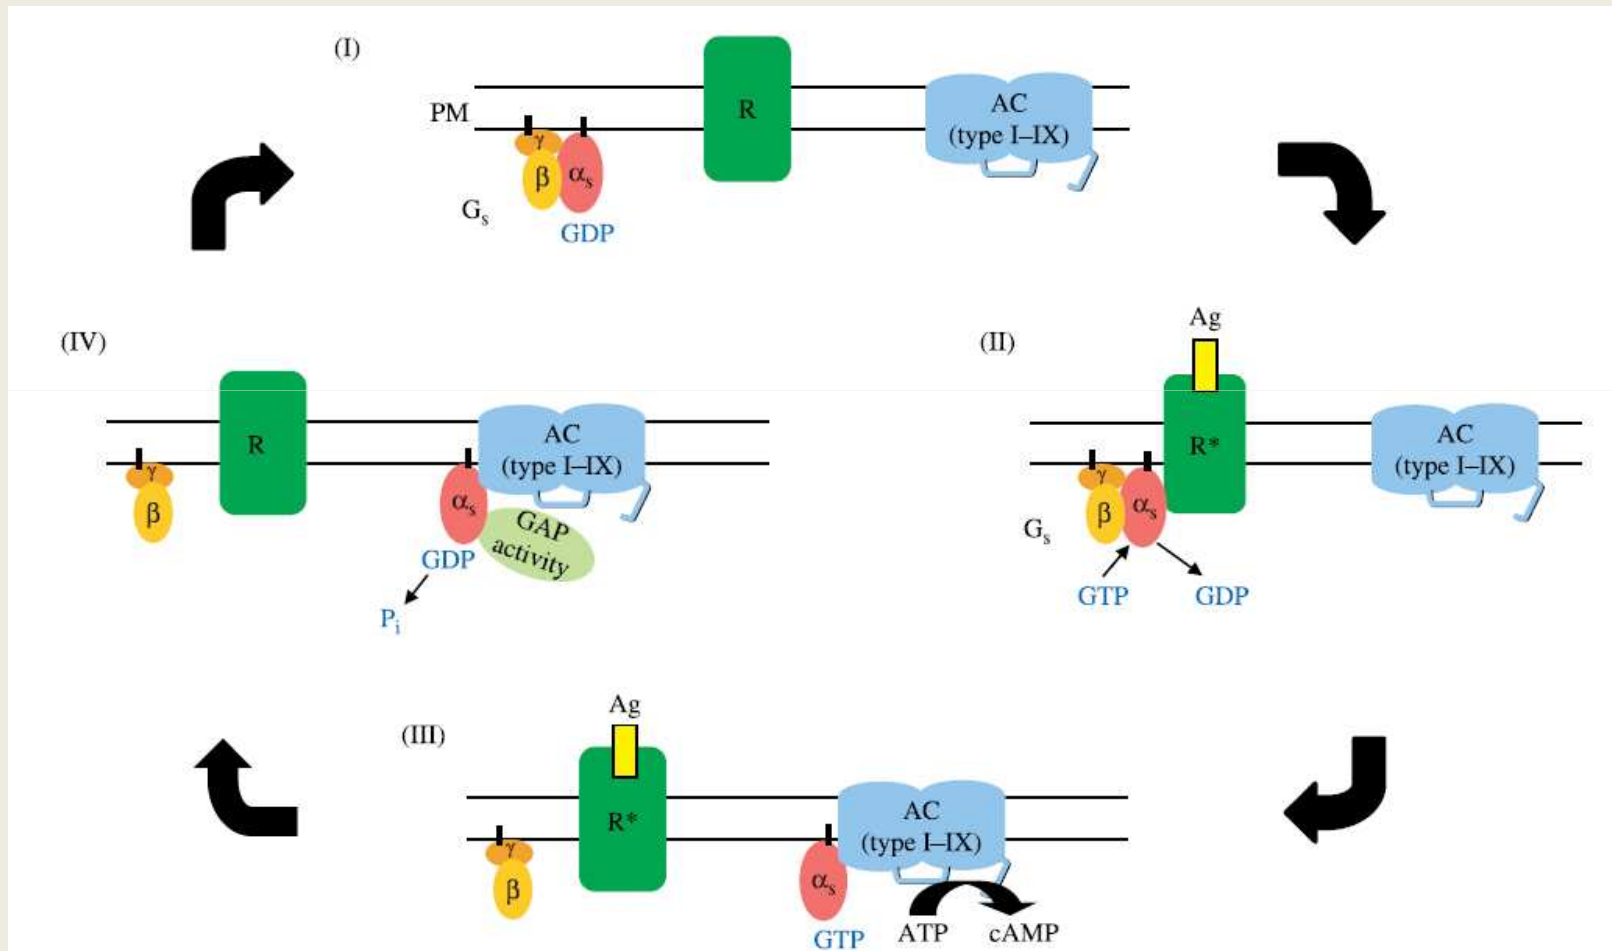 (I)
R
PM
AC
(type I–IX)
γ
β
αs
Gs
GDP
(II)
Ag
R*
AC
(type I–IX)
γ
β
αs
Gs
GTP
GDP
(III)
Ag
R*
AC
(type I–IX)
γ
β
αs
GTP
ATP
cAMP
(IV)
R
AC
(type I–IX)
γ
β
αs
GAP
activity
GDP
Pi